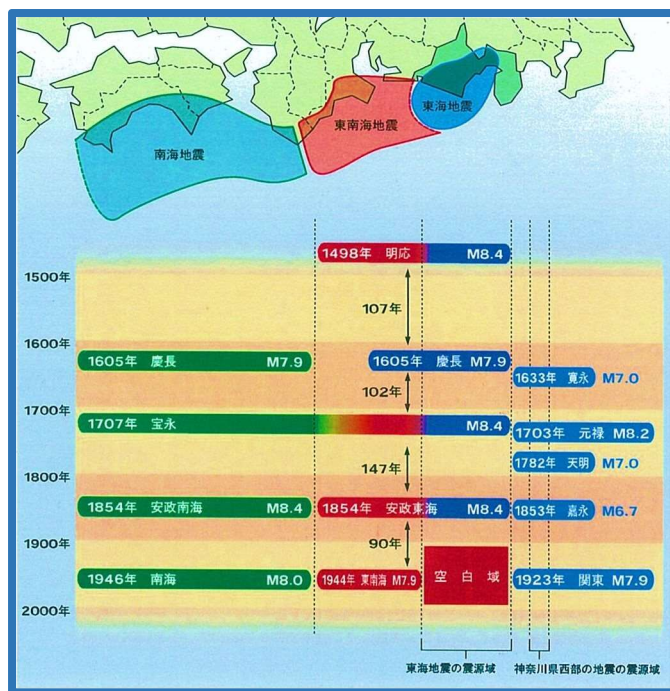 南海地震
東南海地震
東海地震
1498年 明応 M8.4
1500年
107年
1600年
1605年 慶長 M7.9
1605年 慶長 M7.9
1633年 寛永 M7.0
102年
1700年
1707年 宝永 M8.4
1703年 元禄 M8.2
147年
1782年 天明 M7.0
1800年
1854年 安政南海 M8.4
1854年 安政東海 M8.4
1853年 嘉永 M6.7
90年
1900年
1946年 南海 M8.0
1944年 東南海 M7.9
空白域
1923年 関東 M7.9
2000年
東海地震の震源域
神奈川県西部の地震の震源域